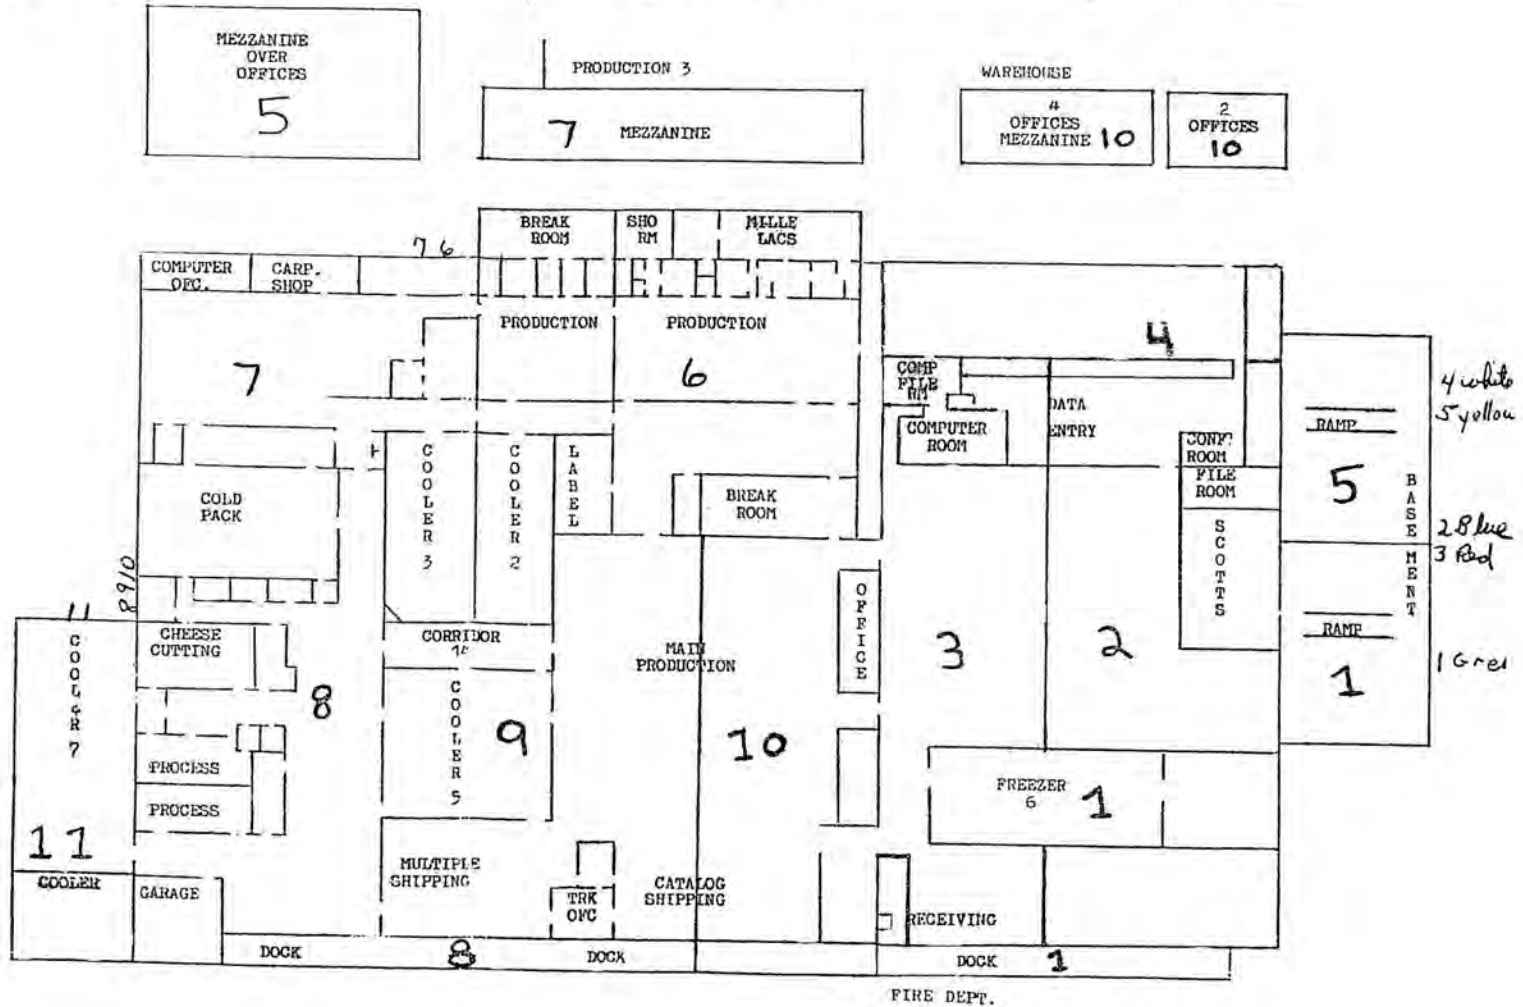 MEZZANINE
OVER
OFFICES
5
PRODUCTION 3
7 MEZZANINE
WAREHOUSE
4
OFFICES
MEZZANINE 10
2
OFFICES
10
7 6
BREAK
ROOM
SHO
RM
MILLE
LACS
COMPUTER
OFC.
CARP.
SHOP
PRODUCTION
PRODUCTION
7
6
4
COMP
FILE
RM
COMPUTER
ROOM
DATA
ENTRY
CONF
ROOM
FILE
ROOM
SCOTTS
RAMP
5
BASE MENT
RAMP
1
4 white
5 yellow
2 Blue
3 Red
COLD
PACK
COOLER 3
COOLER 2
LABEL
BREAK
ROOM
OFFICE
3
2
8 9 10
11
COOLER 7
CHEESE
CUTTING
8
CORRIDOR
MAIN
PRODUCTION
COOLER 5
9
10
PROCESS
PROCESS
FREEZER
6
1
11
COOLER
GARAGE
MULTIPLE
SHIPPING
TRK
OFC
CATALOG
SHIPPING
RECEIVING
DOCK
8
DOCK
DOCK 1
FIRE DEPT.